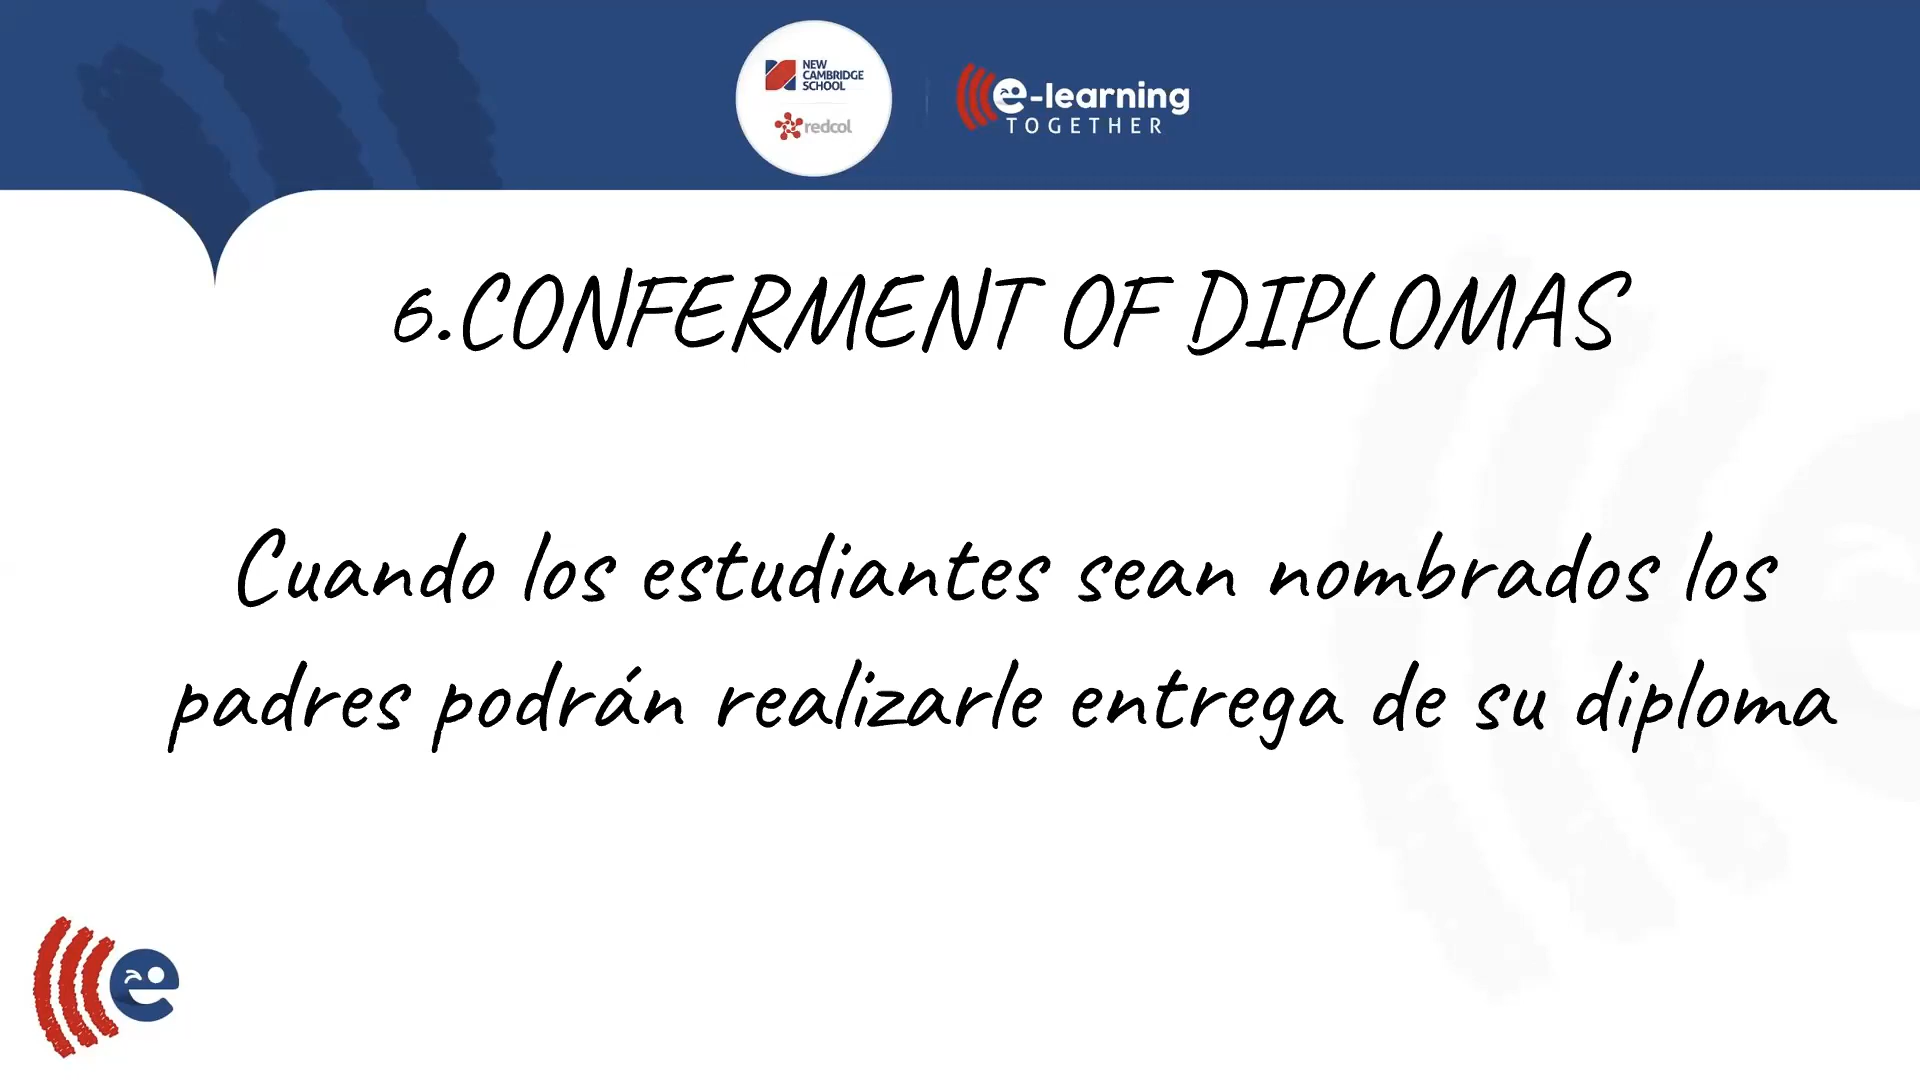 NEW
CAMBRIDGE
SCHOOL
redcol
e-learning
TOGETHER
6.CONFERMENT OF DIPLOMAS
Cuando los estudiantes sean nombrados los
padres podrán realizarle entrega de su diploma
e